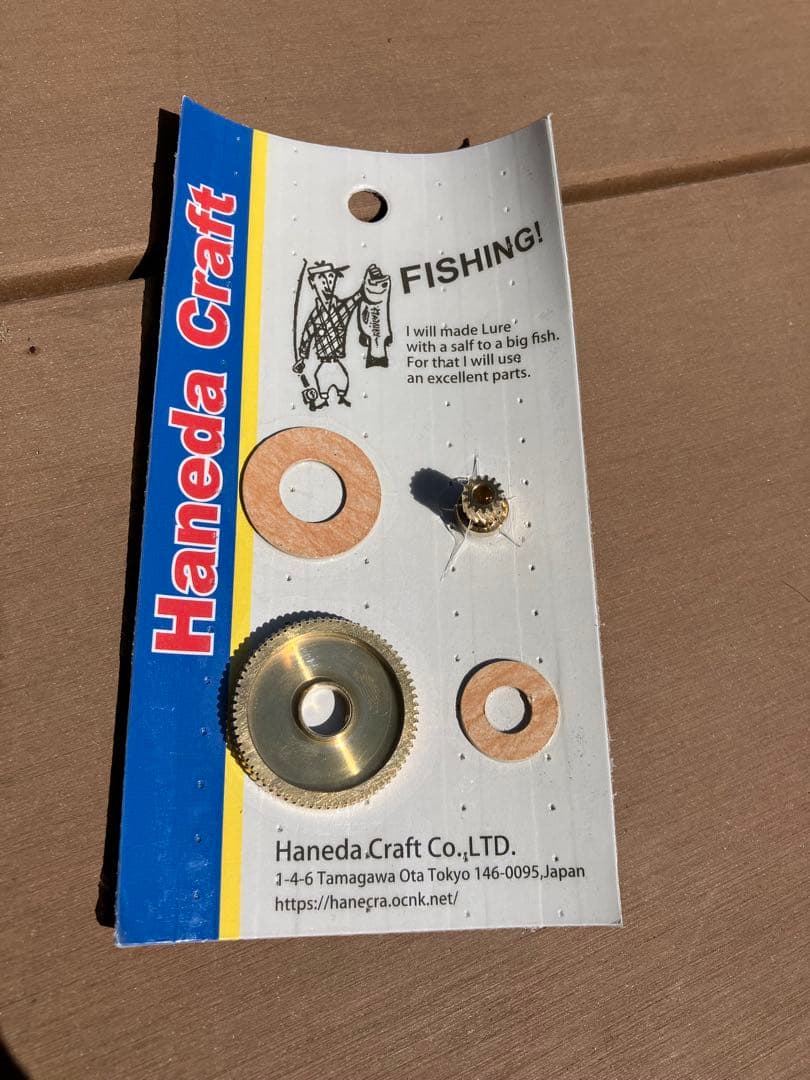 Haneda Craft
FISHING!
I will made Lure
with a salf to a big fish.
For that I will use
an excellent parts.
Haneda Craft Co.,LTD.
1-4-6 Tamagawa Ota Tokyo 146-0095,Japan
https://hanecra.ocnk.net/